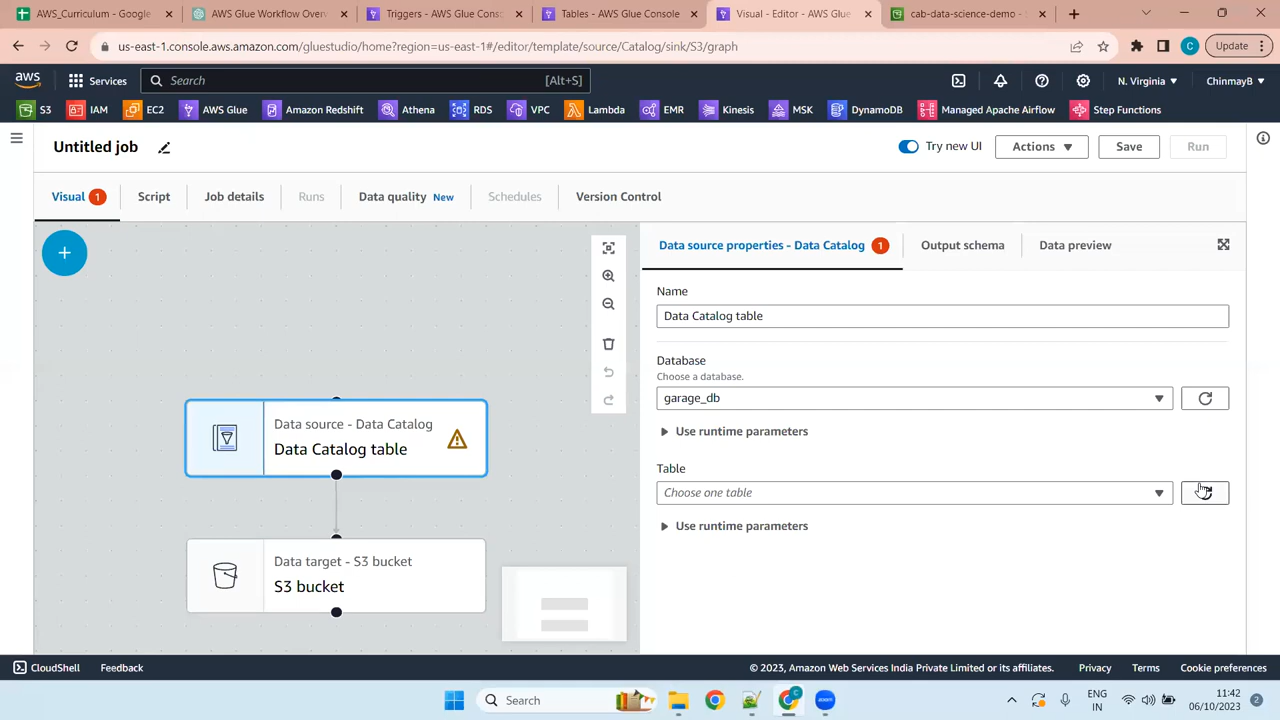 AWS_Curriculum - Google
AWS Glue Workflow Overv
Triggers - AWS Glue Conso
Tables - AWS Glue Console
Visual - Editor - AWS Glue
cab-data-science-demo -
us-east-1.console.aws.amazon.com/gluestudio/home?region=us-east-1#/editor/template/source/Catalog/sink/S3/graph
C
Update
aws
Services
Search
[Alt+S]
N. Virginia
ChinmayB
S3
IAM
EC2
AWS Glue
Amazon Redshift
Athena
RDS
VPC
Lambda
EMR
Kinesis
MSK
DynamoDB
Managed Apache Airflow
Step Functions
Untitled job
Try new UI
Actions
Save
Run
Visual 1
Script
Job details
Runs
Data quality New
Schedules
Version Control
Data source - Data Catalog
Data Catalog table
Data target - S3 bucket
S3 bucket
Data source properties - Data Catalog 1
Output schema
Data preview
Name
Data Catalog table
Database
Choose a database.
garage_db
Use runtime parameters
Table
Choose one table
Use runtime parameters
CloudShell
Feedback
© 2023, Amazon Web Services India Private Limited or its affiliates.
Privacy
Terms
Cookie preferences
Search
ENG
IN
11:42
06/10/2023
2